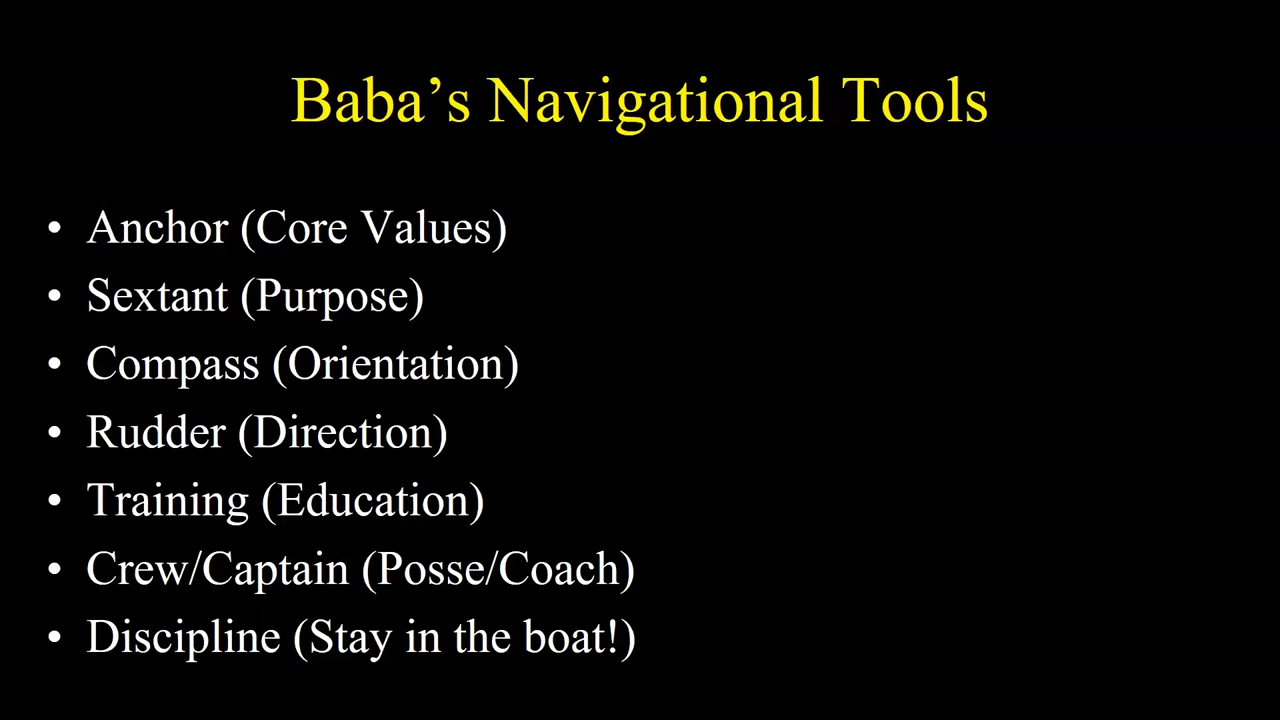 Baba’s Navigational Tools
• Anchor (Core Values)
• Sextant (Purpose)
• Compass (Orientation)
• Rudder (Direction)
• Training (Education)
• Crew/Captain (Posse/Coach)
• Discipline (Stay in the boat!)